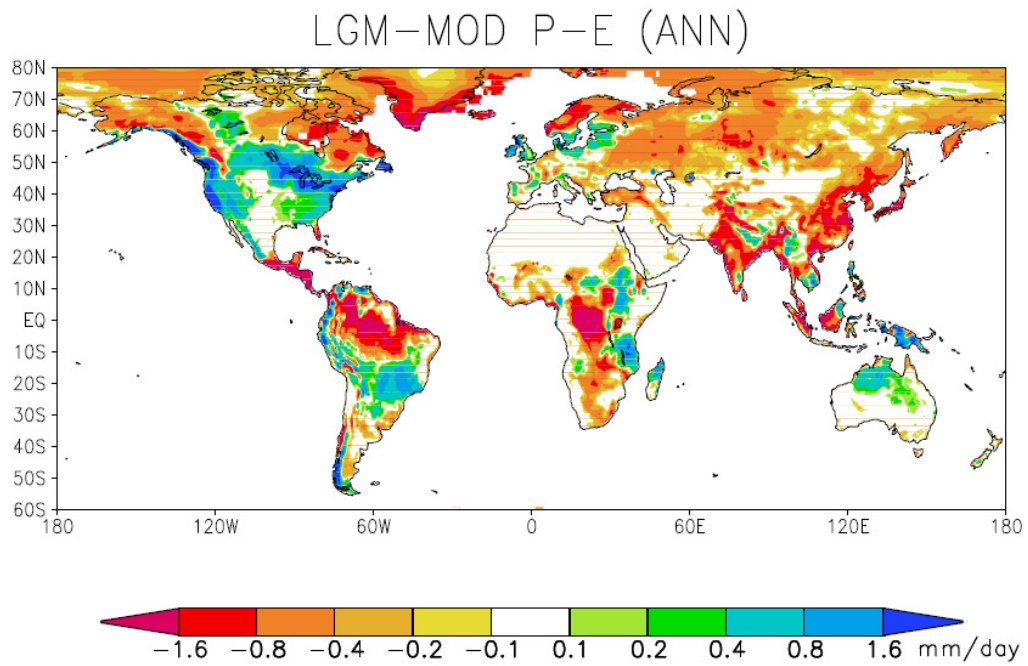 LGM-MOD P-E (ANN)
80N
70N
60N
50N
40N
30N
20N
10N
EQ
10S
20S
30S
40S
50S
60S
180 120W 60W 0 60E 120E 180
-1.6 -0.8 -0.4 -0.2 -0.1 0.1 0.2 0.4 0.8 1.6 mm/day